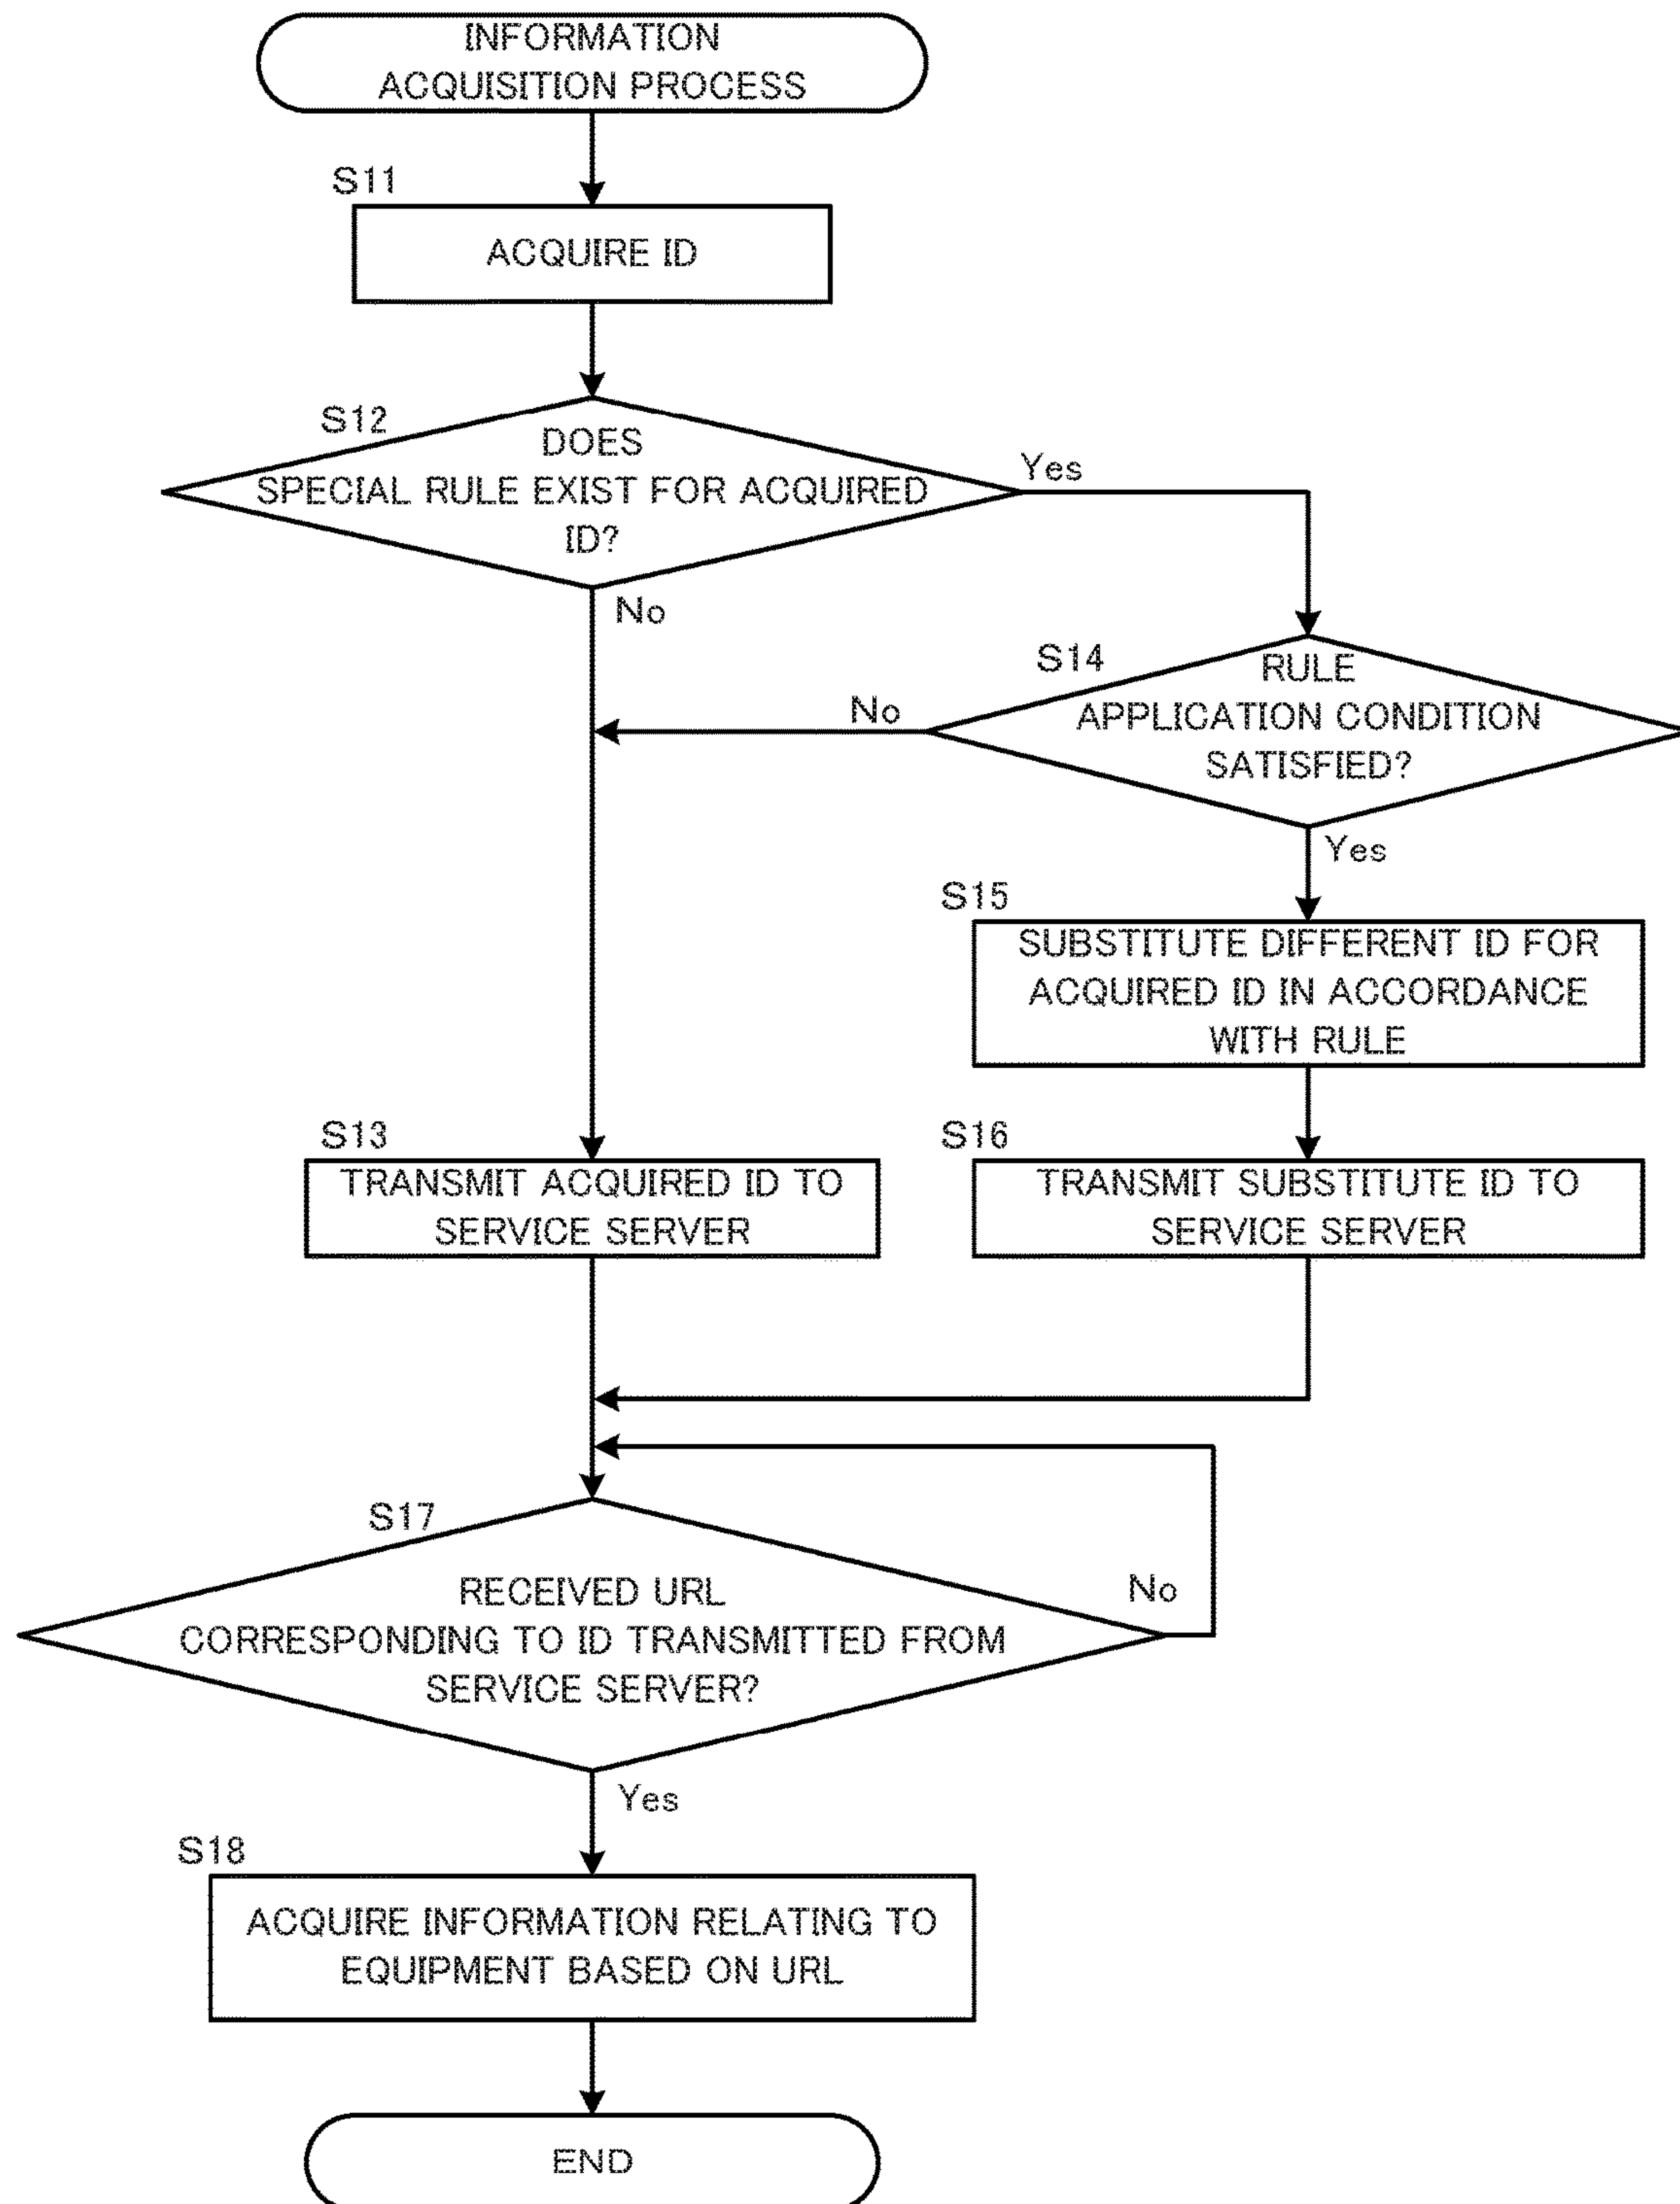 INFORMATION
ACQUISITION PROCESS
S11
ACQUIRE ID
S12
DOES
SPECIAL RULE EXIST FOR ACQUIRED
ID?
Yes
No
S14
RULE
APPLICATION CONDITION
SATISFIED?
No
Yes
S15
SUBSTITUTE DIFFERENT ID FOR
ACQUIRED ID IN ACCORDANCE
WITH RULE
S13
TRANSMIT ACQUIRED ID TO
SERVICE SERVER
S16
TRANSMIT SUBSTITUTE ID TO
SERVICE SERVER
S17
RECEIVED URL
CORRESPONDING TO ID TRANSMITTED FROM
SERVICE SERVER?
No
Yes
S18
ACQUIRE INFORMATION RELATING TO
EQUIPMENT BASED ON URL
END